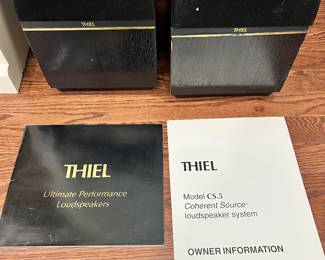 THIEL
THIEL
THIEL
Ultimate Performance
Loudspeakers
THIEL
Model CS.5
Coherent Source®
loudspeaker system
OWNER INFORMATION